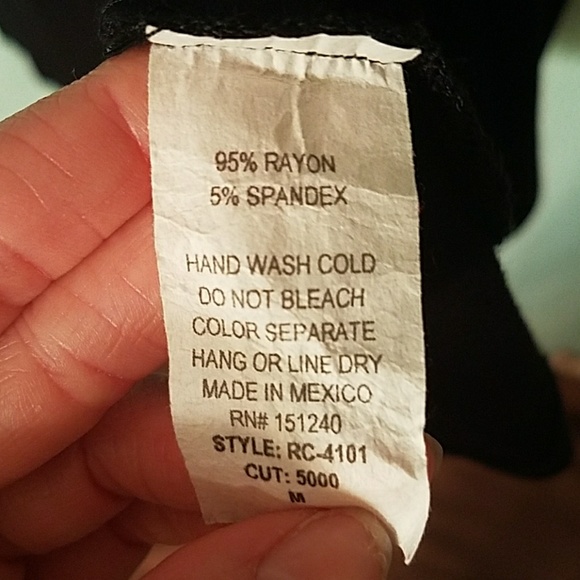 95% RAYON
5% SPANDEX
HAND WASH COLD
DO NOT BLEACH
COLOR SEPARATE
HANG OR LINE DRY
MADE IN MEXICO
RN# 151240
STYLE: RC-4101
CUT: 5000
M